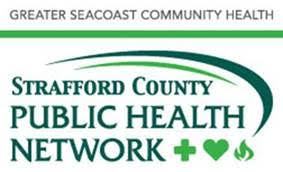 GREATER SEACOAST COMMUNITY HEALTH
STRAFFORD COUNTY
PUBLIC HEALTH
NETWORK